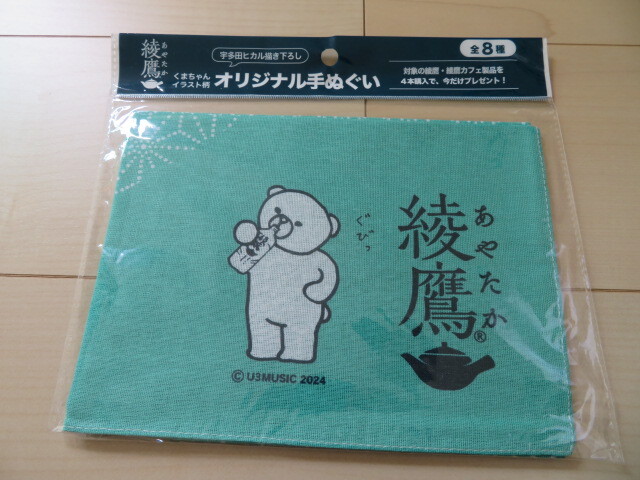 綾鷹
あやたか
宇多田ヒカル描き下ろし
くまちゃん
イラスト柄
オリジナル手ぬぐい
全8種
対象の綾鷹・綾鷹カフェ製品を
4本購入で、今だけプレゼント!
ぐびっ
綾鷹®
あやたか
© U3MUSIC 2024